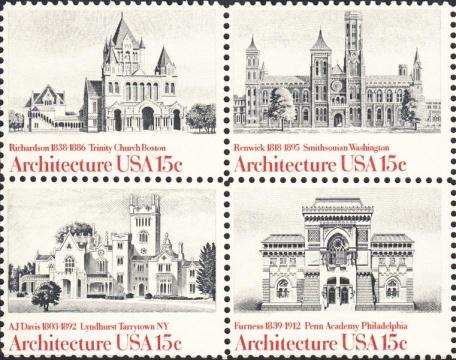 Richardson 1838-1886 Trinity Church Boston
Architecture USA 15c
Renwick 1818-1895 Smithsonian Washington
Architecture USA 15c
AJ Davis 1803-1892 Lyndhurst Tarrytown NY
Architecture USA 15c
Furness 1839-1912 Penn Academy Philadelphia
Architecture USA 15c